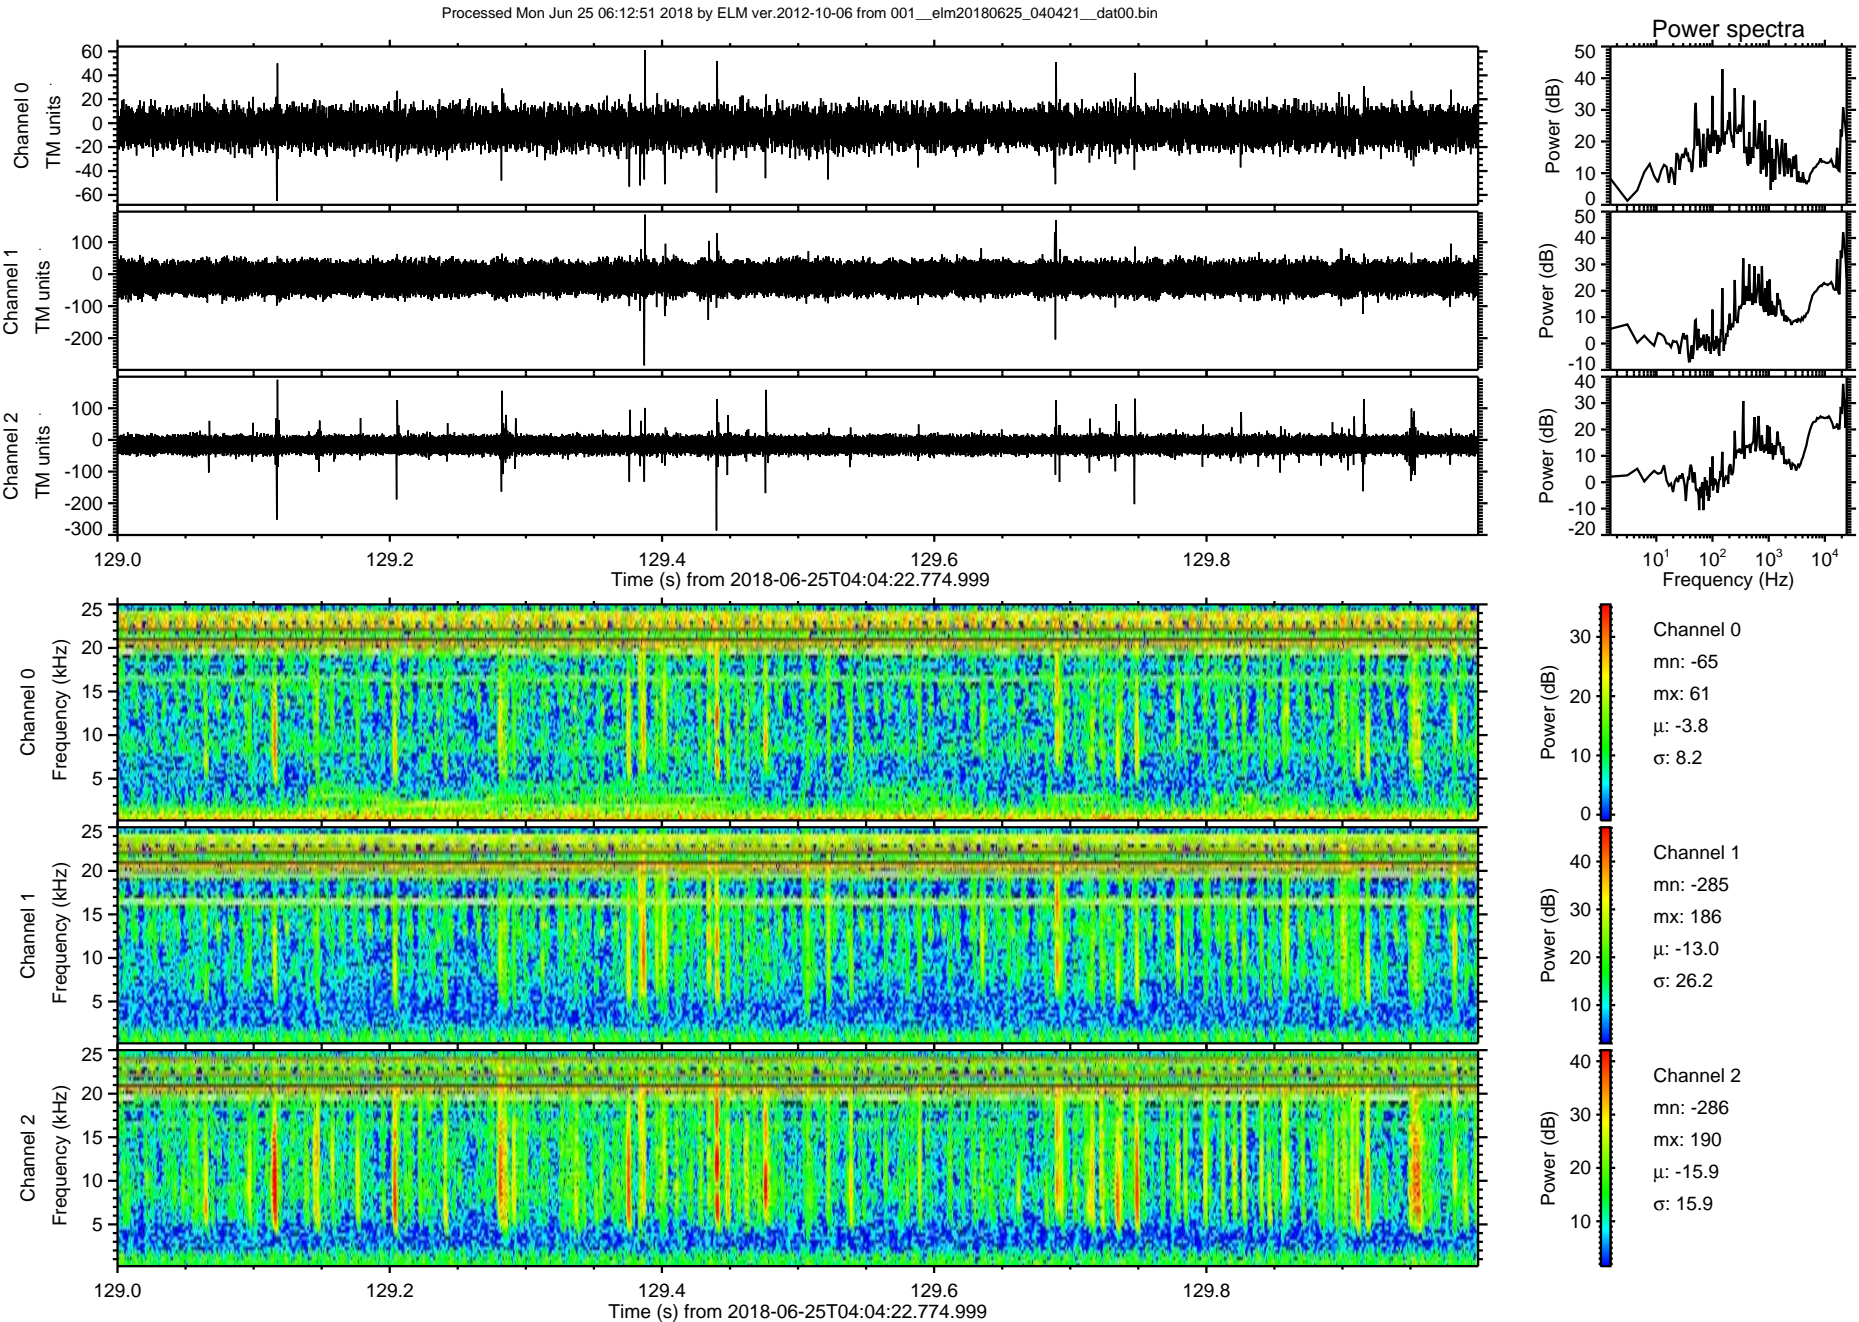 Processed Mon Jun 25 06:12:51 2018 by ELM ver.2012-10-06 from 001__elm20180625_040421__dat00.bin
Power spectra
Channel 0
TM units
60
40
20
0
-20
-40
-60
Power (dB)
50
40
30
20
10
0
Channel 1
TM units
100
0
-100
-200
Power (dB)
50
40
30
20
10
0
-10
Channel 2
TM units
100
0
-100
-200
-300
Power (dB)
40
30
20
10
0
-10
-20
129.0
129.2
129.4
129.6
129.8
Time (s) from 2018-06-25T04:04:22.774.999
10^1
10^2
10^3
10^4
Frequency (Hz)
Channel 0
Frequency (kHz)
25
20
15
10
5
Power (dB)
30
20
10
0
Channel 0
mn: -65
mx: 61
μ: -3.8
σ: 8.2
Channel 1
Frequency (kHz)
25
20
15
10
5
Power (dB)
40
30
20
10
Channel 1
mn: -285
mx: 186
μ: -13.0
σ: 26.2
Channel 2
Frequency (kHz)
25
20
15
10
5
Power (dB)
40
30
20
10
Channel 2
mn: -286
mx: 190
μ: -15.9
σ: 15.9
129.0
129.2
129.4
129.6
129.8
Time (s) from 2018-06-25T04:04:22.774.999